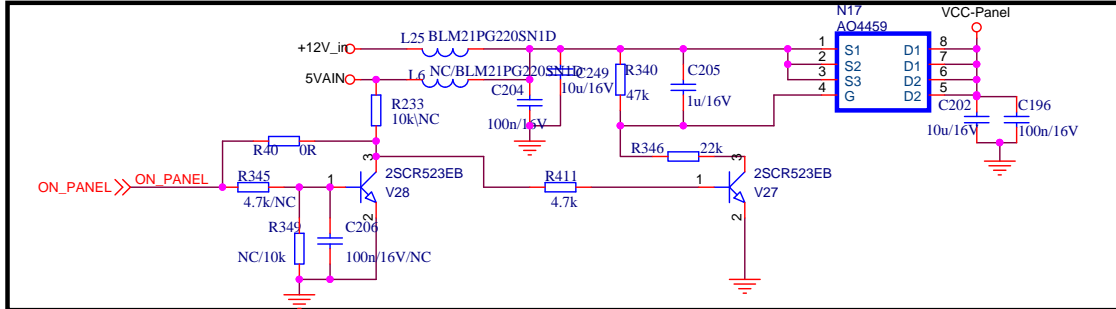 N17
AO4459
VCC-Panel
+12V_in
L25 BLM21PG220SN1D
1 S1 D1 8
2 S2 D1 7
3 S3 D2 6
4 G D2 5
5VAIN
L6 NC/BLM21PG220SN1D
C249
10u/16V
R340
47k
C205
1u/16V
C204
100n/16V
R233
10k\NC
C202
10u/16V
C196
100n/16V
R40 0R
R346 22k
ON_PANEL
ON_PANEL
R345
4.7k/NC
1
3
2SCR523EB
V28
2
R411
4.7k
1
3
2SCR523EB
V27
2
R349
NC/10k
C206
100n/16V/NC